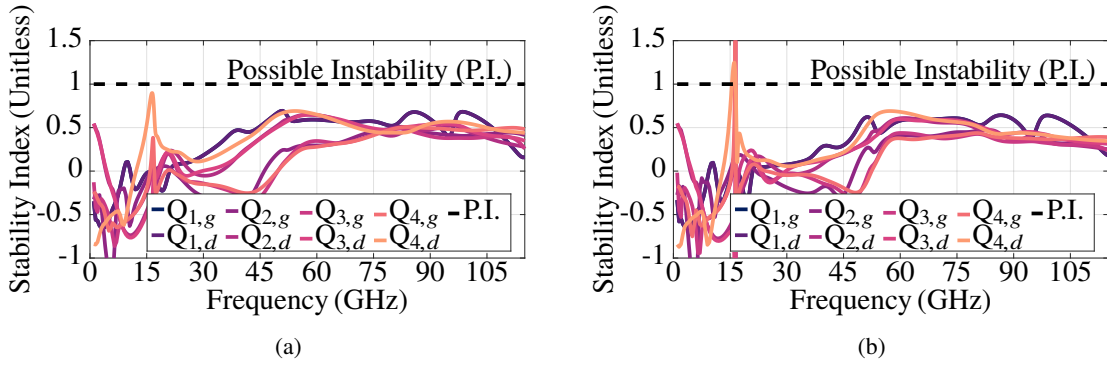 1.5
1
0.5
0
-0.5
-1
Stability Index (Unitless)
Possible Instability (P.I.)
Q1,g Q2,g Q3,g Q4,g P.I.
Q1,d Q2,d Q3,d Q4,d
0 15 30 45 60 75 90 105
Frequency (GHz)
(a)
1.5
1
0.5
0
-0.5
-1
Stability Index (Unitless)
Possible Instability (P.I.)
Q1,g Q2,g Q3,g Q4,g P.I.
Q1,d Q2,d Q3,d Q4,d
0 15 30 45 60 75 90 105
Frequency (GHz)
(b)